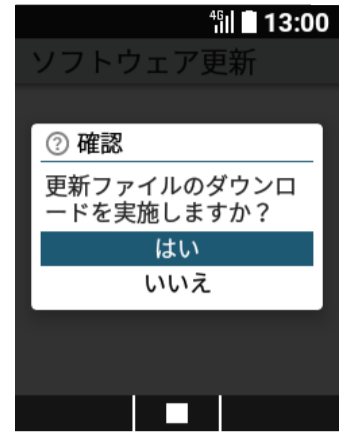 4G 13:00
ソフトウェア更新
確認
更新ファイルのダウンロ
ードを実施しますか？
はい
いいえ